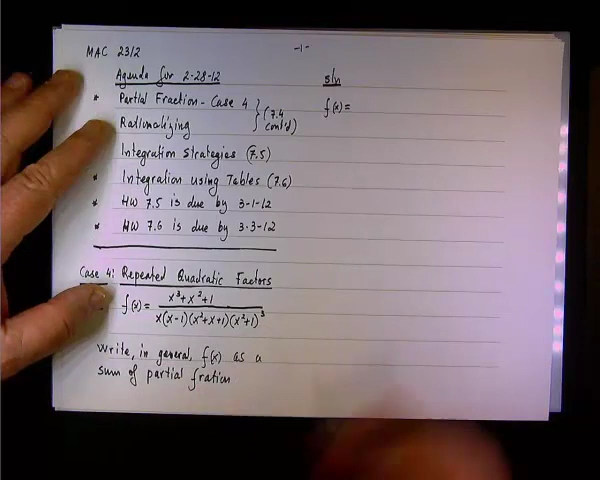 MAC 2312
-1-
Agenda for 2-28-12
* Partial Fraction - Case 4
Rationalizing
} (7.4 cont'd)
Integration Strategies (7.5)
* Integration using Tables (7.6)
* HW 7.5 is due by 3-1-12
* HW 7.6 is due by 3-3-12
Case 4: Repeated Quadratic Factors
f(x) = x³+x²+1 / x(x-1)(x²+x+1)(x²+1)³
Write, in general, f(x) as a
sum of partial fration
sln
f(x) =